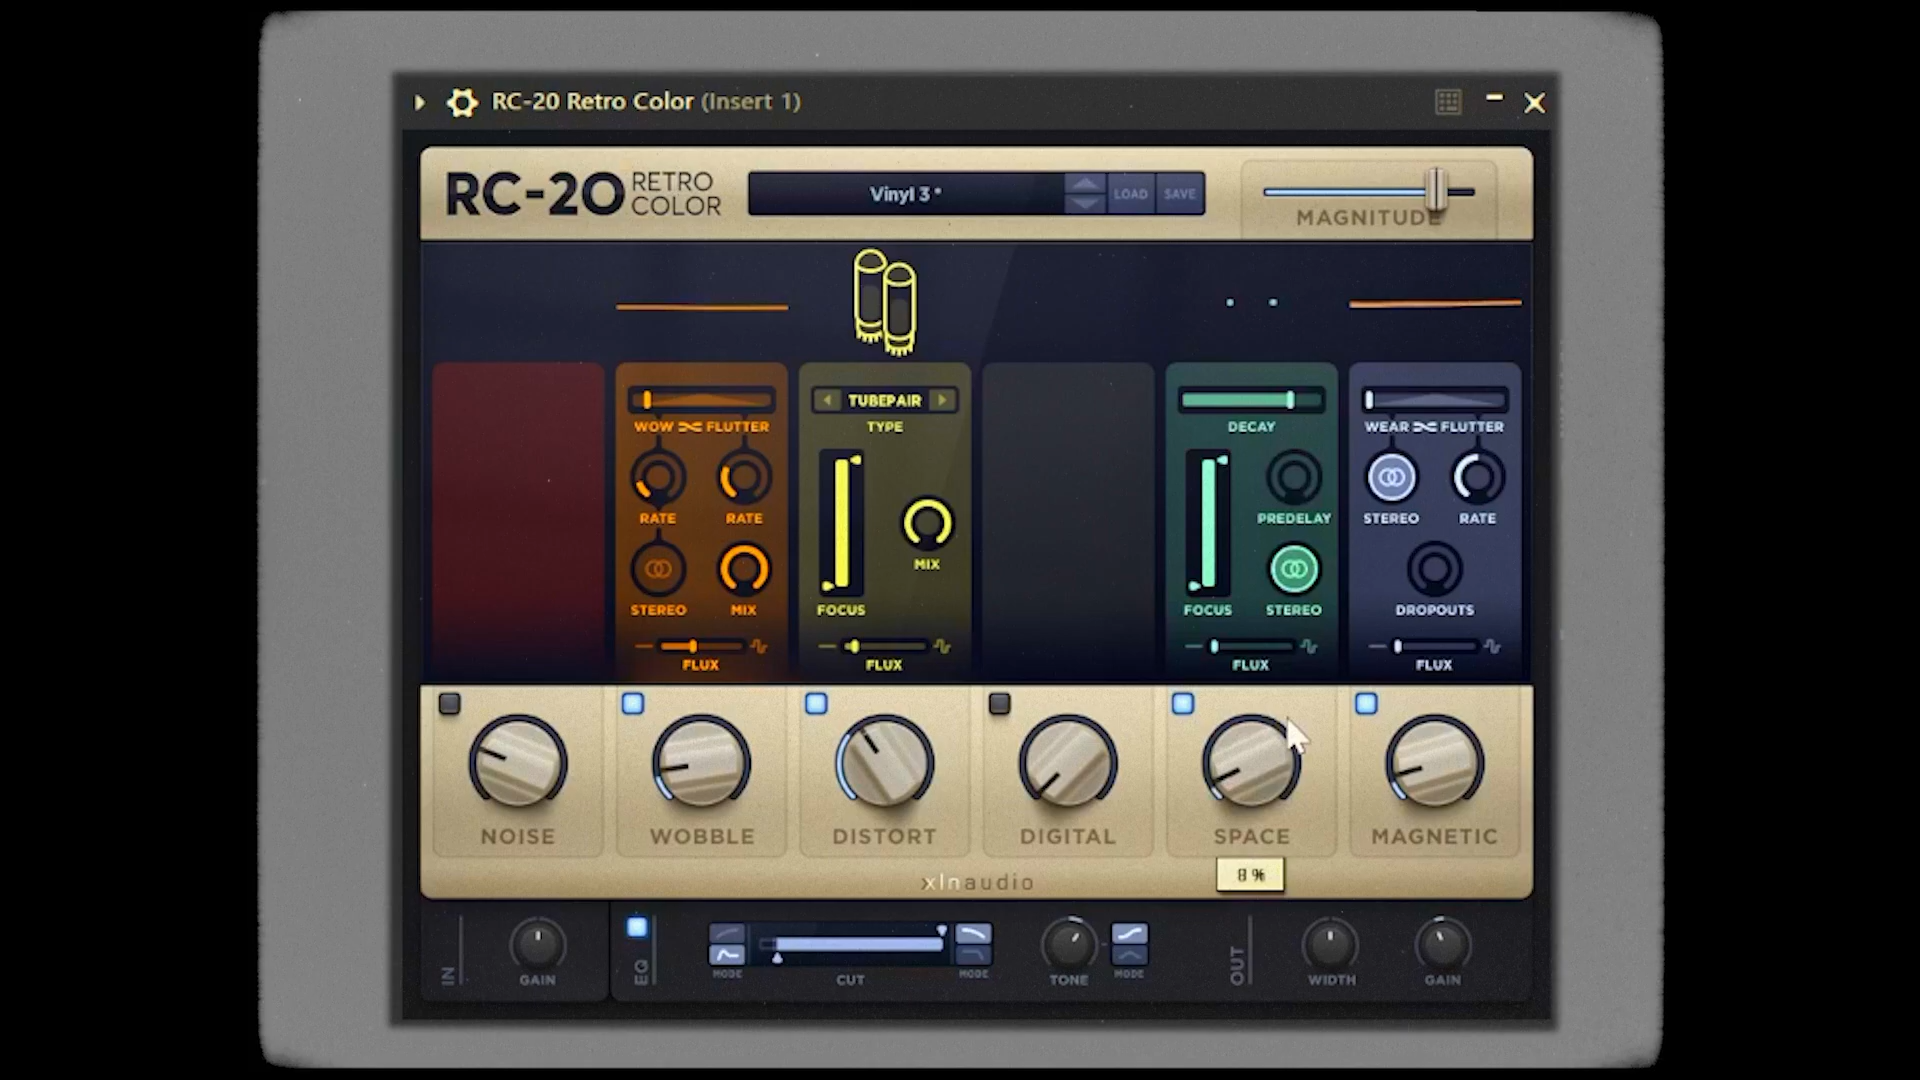 RC-20 Retro Color (Insert 1)
RC-20 RETRO COLOR
Vinyl 3 *
LOAD
SAVE
MAGNITUDE
WOW FLUTTER
RATE RATE
STEREO MIX
FLUX
TUBEPAIR
TYPE
MIX
FOCUS
FLUX
DECAY
PREDELAY
FOCUS STEREO
FLUX
WEAR FLUTTER
STEREO RATE
DROPOUTS
FLUX
NOISE
WOBBLE
DISTORT
DIGITAL
SPACE
MAGNETIC
8 %
xlnaudio
IN
GAIN
EQ
MODE
CUT
MODE
TONE
MODE
OUT
WIDTH
GAIN